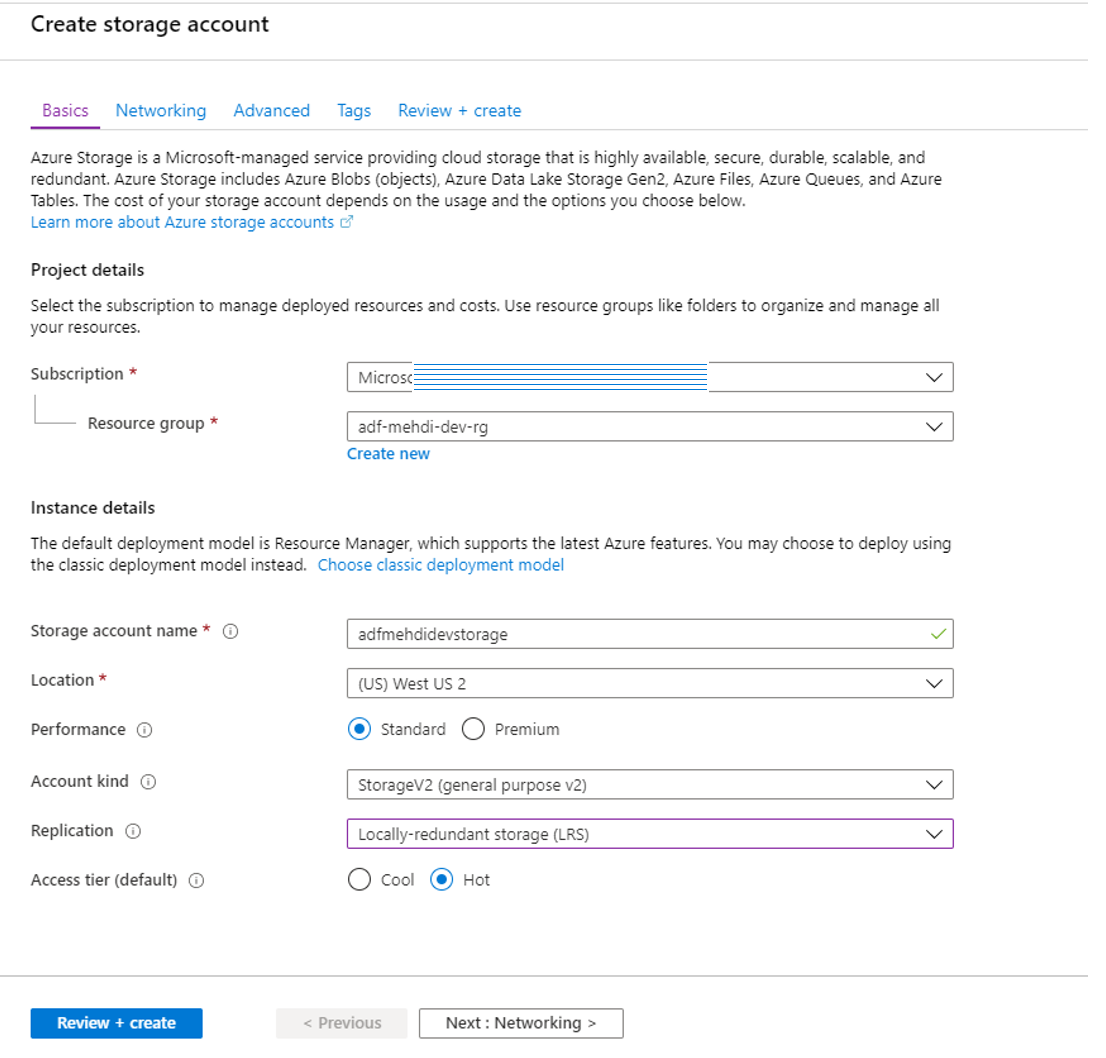 Create storage account
Basics Networking Advanced Tags Review + create
Azure Storage is a Microsoft-managed service providing cloud storage that is highly available, secure, durable, scalable, and
redundant. Azure Storage includes Azure Blobs (objects), Azure Data Lake Storage Gen2, Azure Files, Azure Queues, and Azure
Tables. The cost of your storage account depends on the usage and the options you choose below.
Learn more about Azure storage accounts
Project details
Select the subscription to manage deployed resources and costs. Use resource groups like folders to organize and manage all
your resources.
Subscription *
Resource group * adf-mehdi-dev-rg
Create new
Instance details
The default deployment model is Resource Manager, which supports the latest Azure features. You may choose to deploy using
the classic deployment model instead. Choose classic deployment model
Storage account name * adfmehdidevstorage
Location * (US) West US 2
Performance Standard Premium
Account kind StorageV2 (general purpose v2)
Replication Locally-redundant storage (LRS)
Access tier (default) Cool Hot
Review + create < Previous Next : Networking >